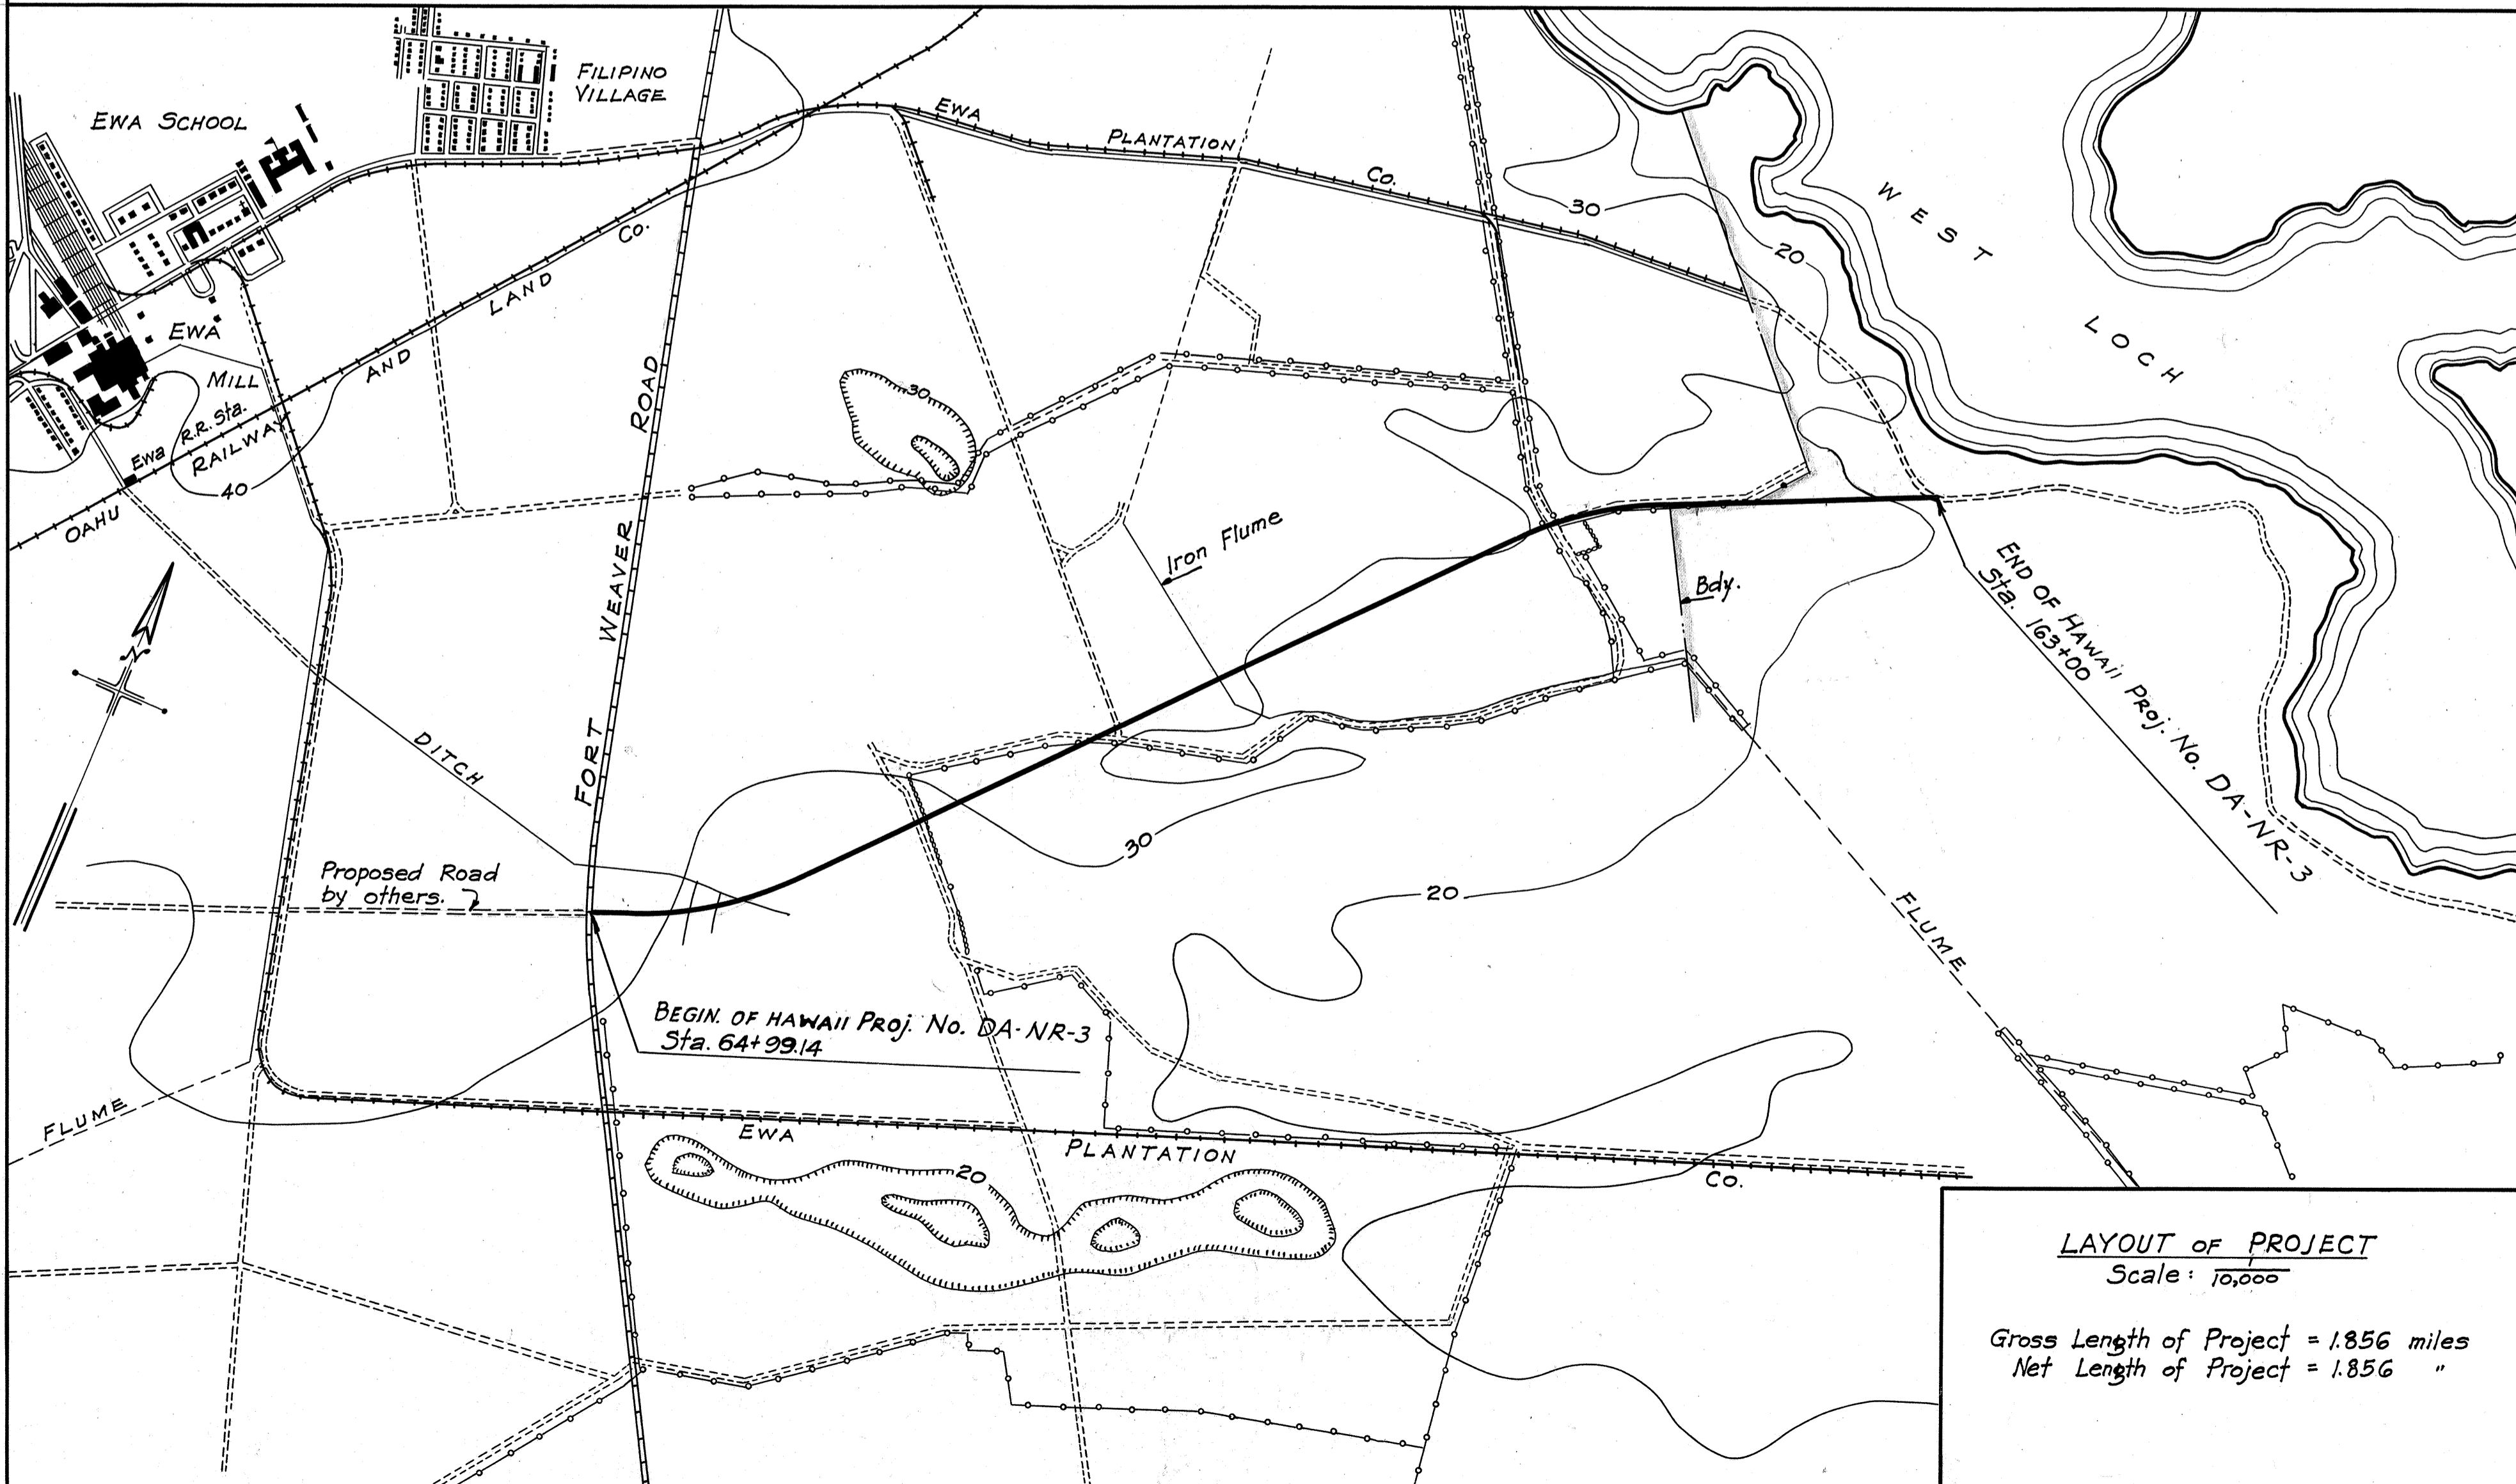 FILIPINO
VILLAGE
EWA SCHOOL
EWA
PLANTATION
Co.
30
20
WEST
LOCH
EWA
MILL
Ewa R.R. Sta.
OAHU RAILWAY AND LAND Co.
40
30
FORT WEAVER ROAD
Iron Flume
Bdy.
N
DITCH
END OF HAWAII PROJ. No. DA-NR-3
Sta. 163+00
Proposed Road
by others.
30
20
FLUME
BEGIN. OF HAWAII PROJ. No. DA-NR-3
Sta. 64+99.14
FLUME
EWA
PLANTATION
Co.
20
LAYOUT OF PROJECT
Scale: 1/10,000
Gross Length of Project = 1.856 miles
Net Length of Project = 1.856 "